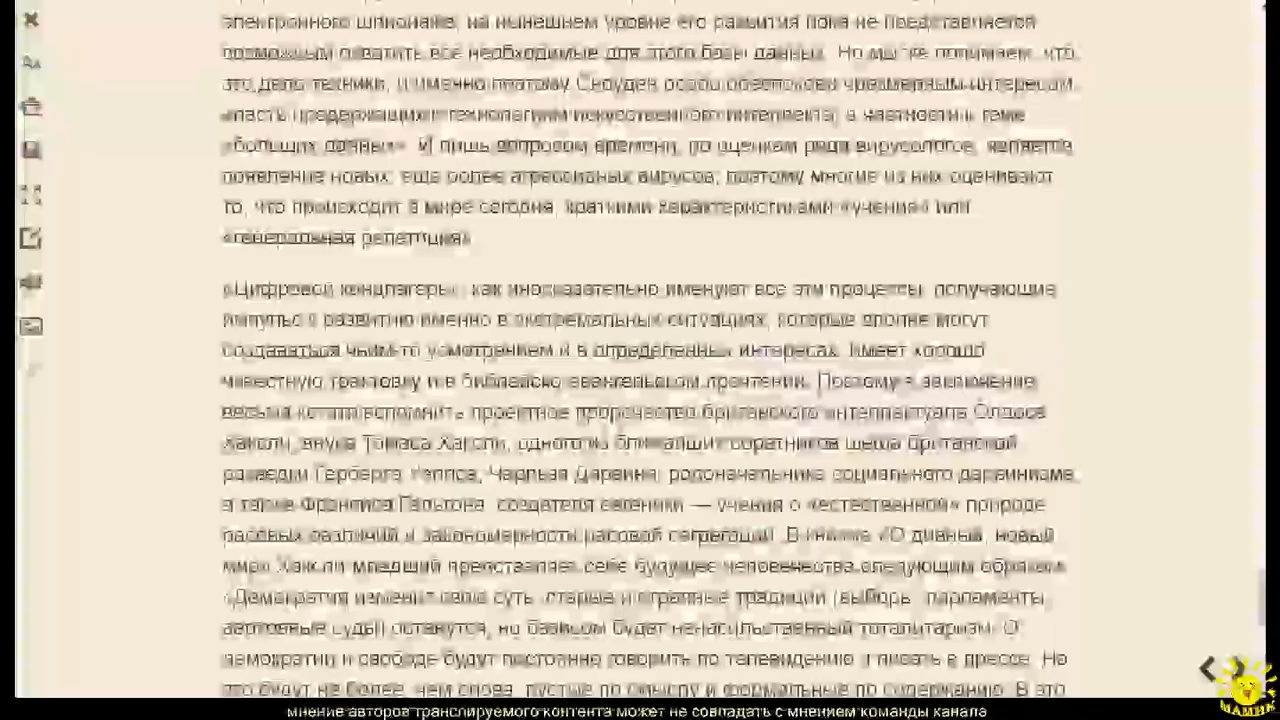 электронного шпионажа, на нынешнем уровне его развития пока не представляется
возможным охватить все необходимые для этого базы данных. Но мы же понимаем, что
это дело техники, и именно поэтому Сноуден особо обеспокоен чрезмерным интересом
власть предержащих к технологиям искусственного интеллекта, в частности к теме
«больших данных». И лишь вопросом времени, по оценкам ряда вирусологов, является
появление новых, еще более агрессивных вирусов; поэтому многие из них оценивают
то, что происходит в мире сегодня, краткими характеристиками «учения» или
«генеральная репетиция».
«Цифровой концлагерь», как иносказательно именуют все эти процессы, получающие
импульс к развитию именно в экстремальных ситуациях, которые вполне могут
создаваться чьим-то усмотрением и в определенных интересах, имеет хорошо
известную трактовку и в библейско-евангельском прочтении. Поэтому в заключение
весьма кстати вспомнить проектное пророчество британского интеллектуала Олдоса
Хаксли, внука Томаса Хаксли, одного из ближайших соратников шефа британской
разведки Герберта Уэллса, Чарльза Дарвина, родоначальника социального дарвинизма,
а также Фрэнсиса Гальтона, создателя евгеники — учения о «естественной» природе
расовых различий и закономерности расовой сегрегации. В книге «О дивный, новый
мир» Хаксли-младший представляет себе будущее человечества следующим образом.
«Демократия изменит свою суть: старые и странные традиции (выборы, парламенты,
верховные суды) останутся, но базисом будет ненасильственный тоталитаризм. О
демократии и свободе будут постоянно говорить по телевидению и писать в прессе. Но
это будут не более, чем слова, пустые по смыслу и формальные по содержанию. В это
МАМИК
мнение авторов транслируемого контента может не совпадать с мнением команды канала